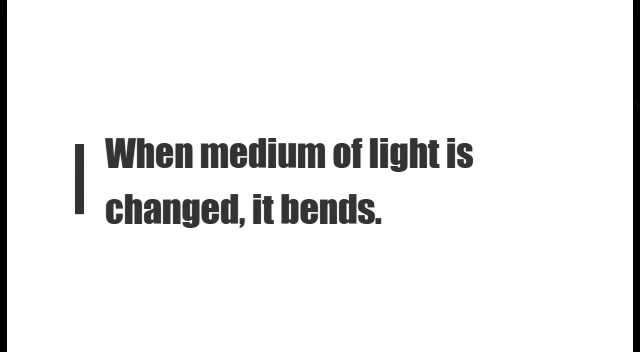 When medium of light is
changed, it bends.